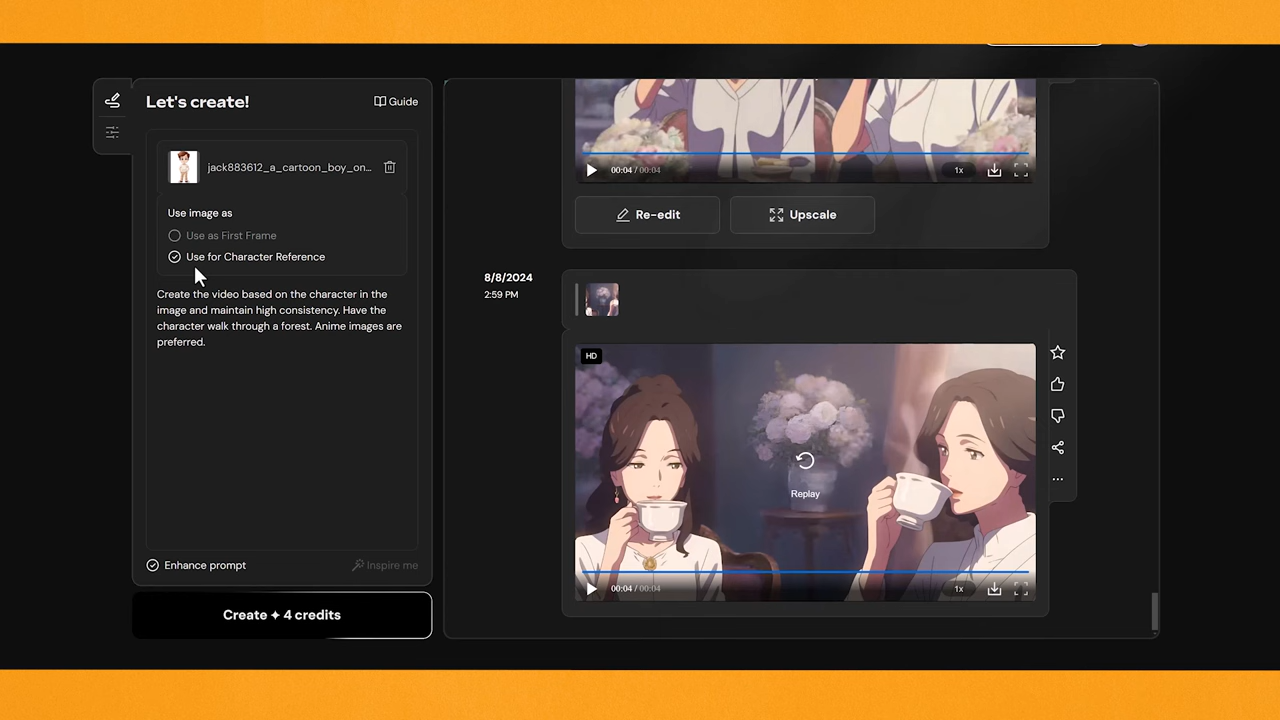 Let's create!
Guide
jack883612_a_cartoon_boy_on...
Use image as
Use as First Frame
Use for Character Reference
Create the video based on the character in the
image and maintain high consistency. Have the
character walk through a forest. Anime images are
preferred.
Enhance prompt
Inspire me
Create ✦ 4 credits
00:04 / 00:04
1x
Re-edit
Upscale
8/8/2024
2:59 PM
HD
Replay
00:04 / 00:04
1x